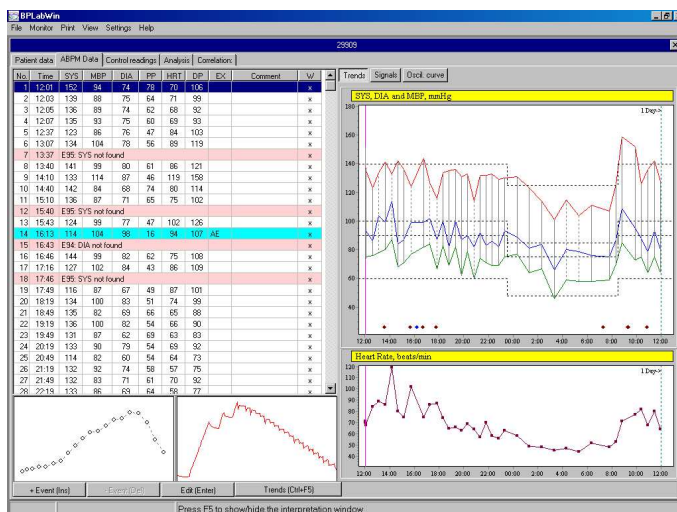 BPLabWin
File Monitor Print View Settings Help
29909
Patient data ABPM Data Control readings Analysis Correlation:
No. Time SYS MBP DIA PP HRT DP EX Comment W
1 12:01 152 94 74 78 70 106 x
2 12:03 139 88 75 64 71 99 x
3 12:05 136 89 74 62 68 92 x
4 12:07 135 93 75 60 69 93 x
5 12:37 123 86 76 47 84 103 x
6 13:07 134 104 78 56 89 119 x
7 13:37 E95: SYS not found x
8 13:40 141 99 80 61 86 121 x
9 14:10 133 114 87 46 119 158 x
10 14:40 142 84 68 74 80 114 x
11 15:10 136 87 71 65 75 102 x
12 15:40 E95: SYS not found x
13 15:43 124 99 77 47 102 126 x
14 16:13 114 104 98 16 94 107 AE x
15 16:43 E94: DIA not found x
16 16:46 144 99 82 62 75 108 x
17 17:16 127 102 84 43 86 109 x
18 17:46 E95: SYS not found x
19 17:49 116 87 67 49 87 101 x
20 18:19 134 100 83 51 74 99 x
21 18:49 135 82 69 66 65 88 x
22 19:19 136 100 82 54 66 90 x
23 19:49 131 87 62 69 63 83 x
24 20:19 133 90 79 54 69 92 x
25 20:49 114 82 60 54 64 73 x
26 21:19 132 92 74 58 57 75 x
27 21:49 132 83 71 61 70 92 x
28 22:19 133 86 69 64 58 77 x
+ Event (Ins) - Event (Del) Edit (Enter) Trends (Ctrl+F5)
Trends Signals Oscil. curve
SYS, DIA and MBP, mmHg
1 Day->
180
160
140
120
100
80
60
40
12:00 14:00 16:00 18:00 20:00 22:00 00:00 02:00 04:00 06:00 08:00 10:00 12:00
Heart Rate, beats/min
1 Day->
120
110
100
90
80
70
60
50
40
12:00 14:00 16:00 18:00 20:00 22:00 00:00 02:00 04:00 06:00 08:00 10:00 12:00
Press F5 to show/hide the interpretation window